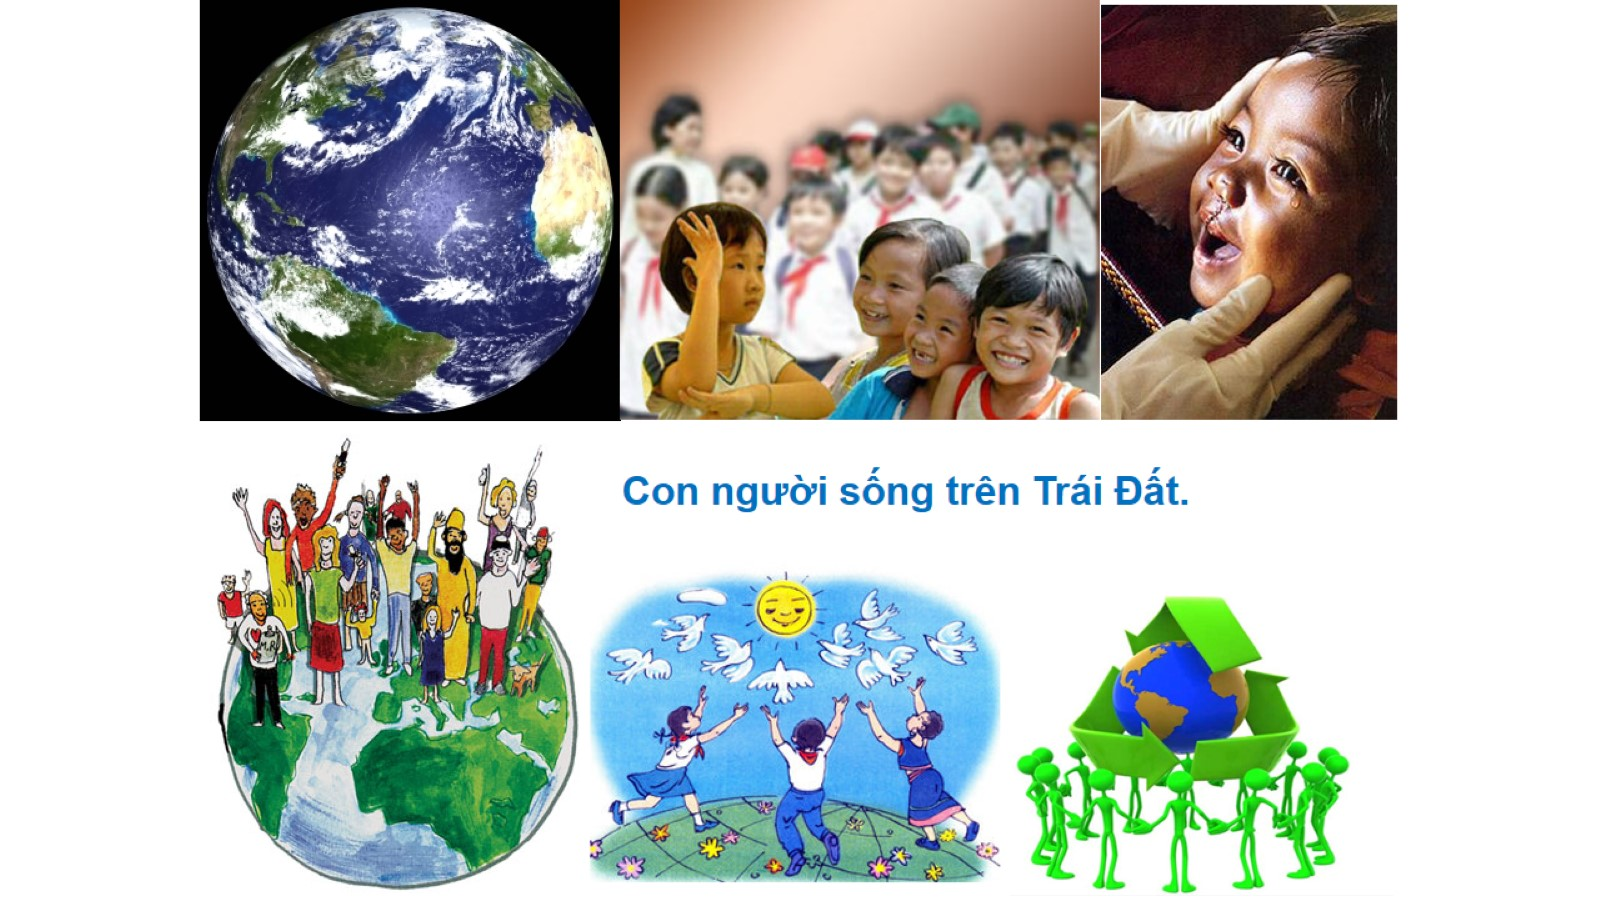 Con người sống trên Trái Đất.